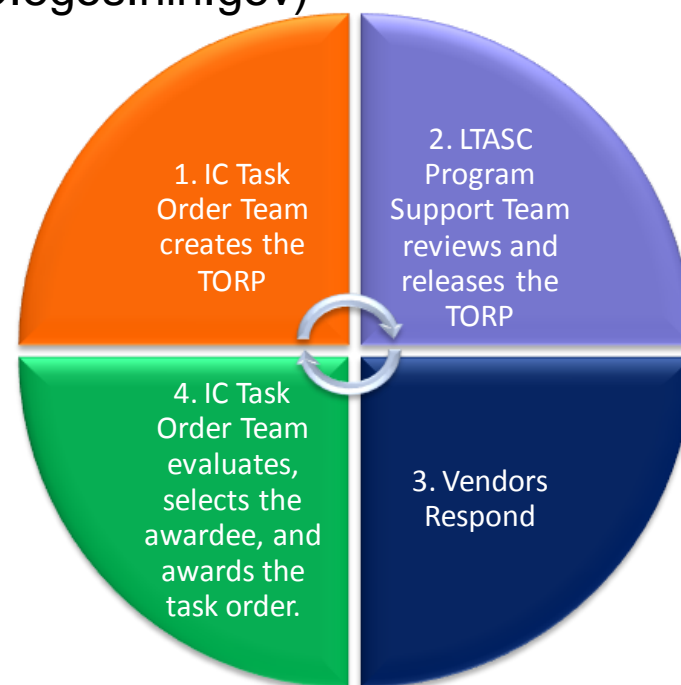 1. IC Task
Order Team
creates the
TORP
2. LTASC
Program
Support Team
reviews and
releases the
TORP
4. IC Task
Order Team
evaluates,
selects the
awardee, and
awards the
task order.
3. Vendors
Respond